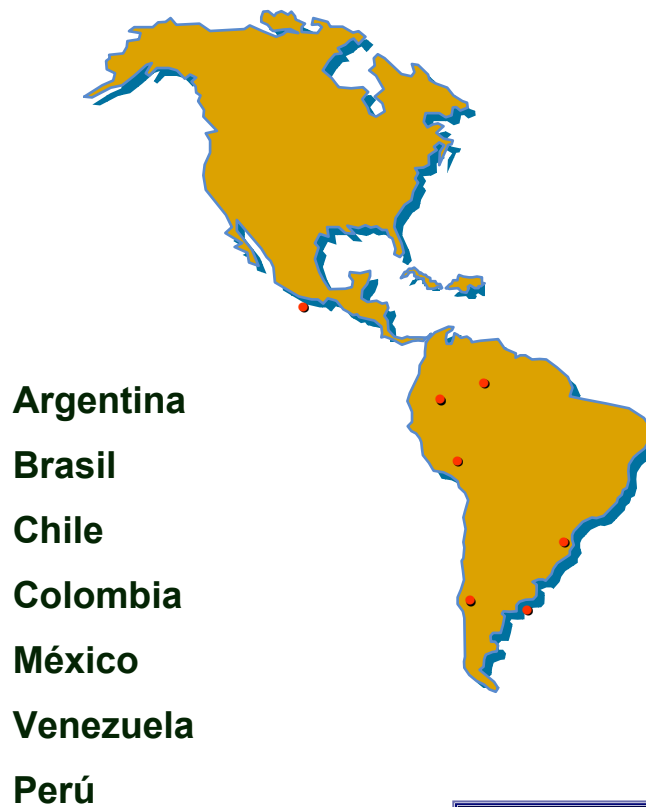 Argentina
Brasil
Chile
Colombia
México
Venezuela
Perú